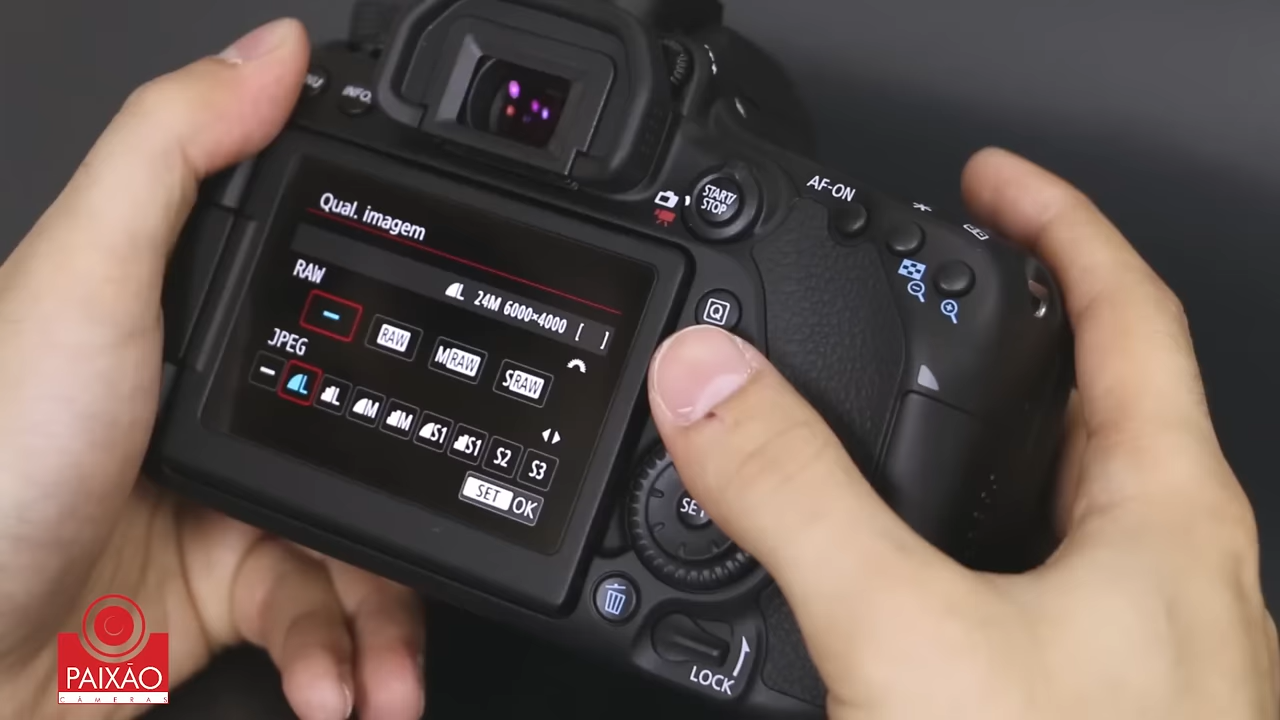 INFO.
START/
STOP
AF-ON
Qual. imagem
RAW
L 24M 6000×4000 [ ]
– RAW MRAW SRAW
JPEG
– L L M M S1 S1 S2 S3
SET OK
Q
SET
LOCK
PAIXÃO
CÂMERAS